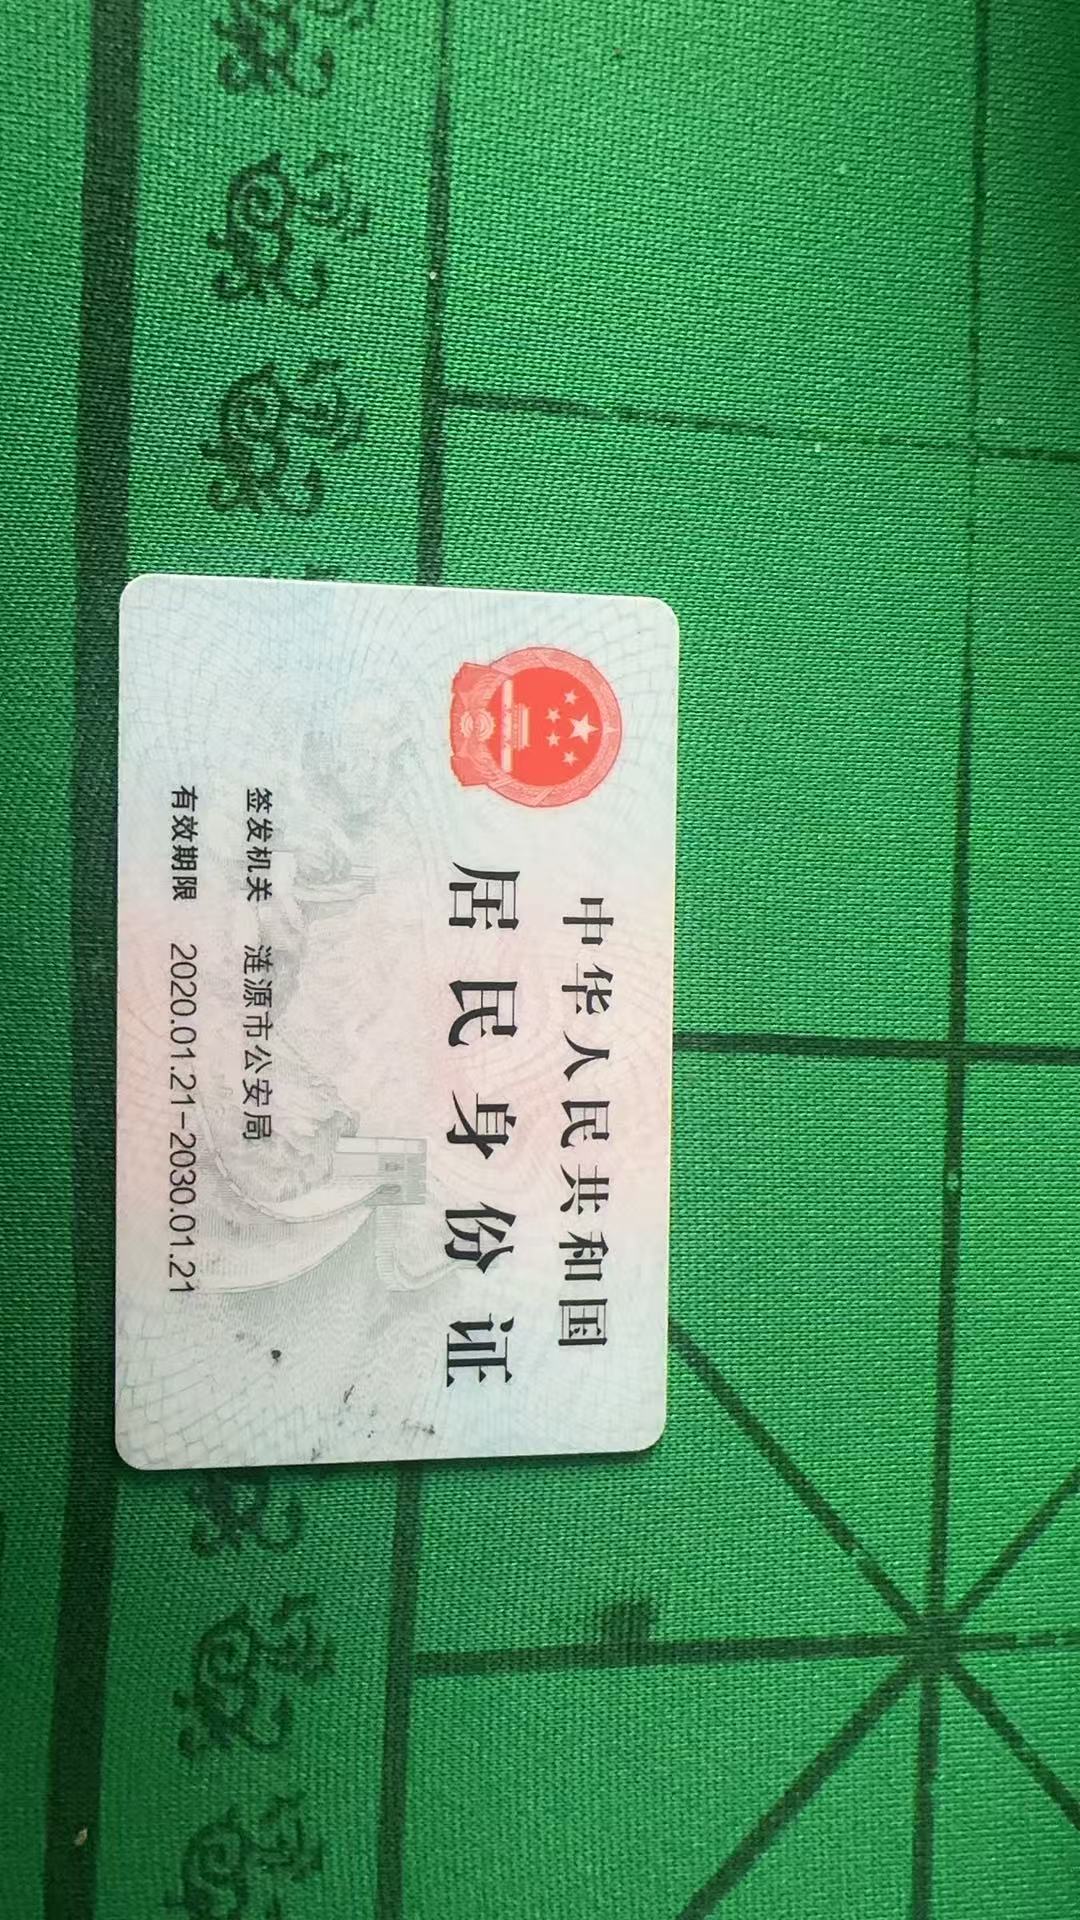 中华人民共和国
居民身份证
签发机关 涟源市公安局
有效期限 2020.01.21-2030.01.21